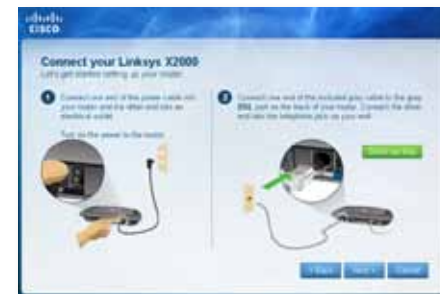 CISCO
Connect your Linksys X2000
Let's get started setting up your router.
1
Connect one end of the power cable into
your router and the other end into an
electrical outlet.
Turn on the power to the router.
2
Connect one end of the included gray cable to the gray
DSL port on the back of your router. Connect the other
end into the telephone jack on your wall.
< Back
Next >
Cancel